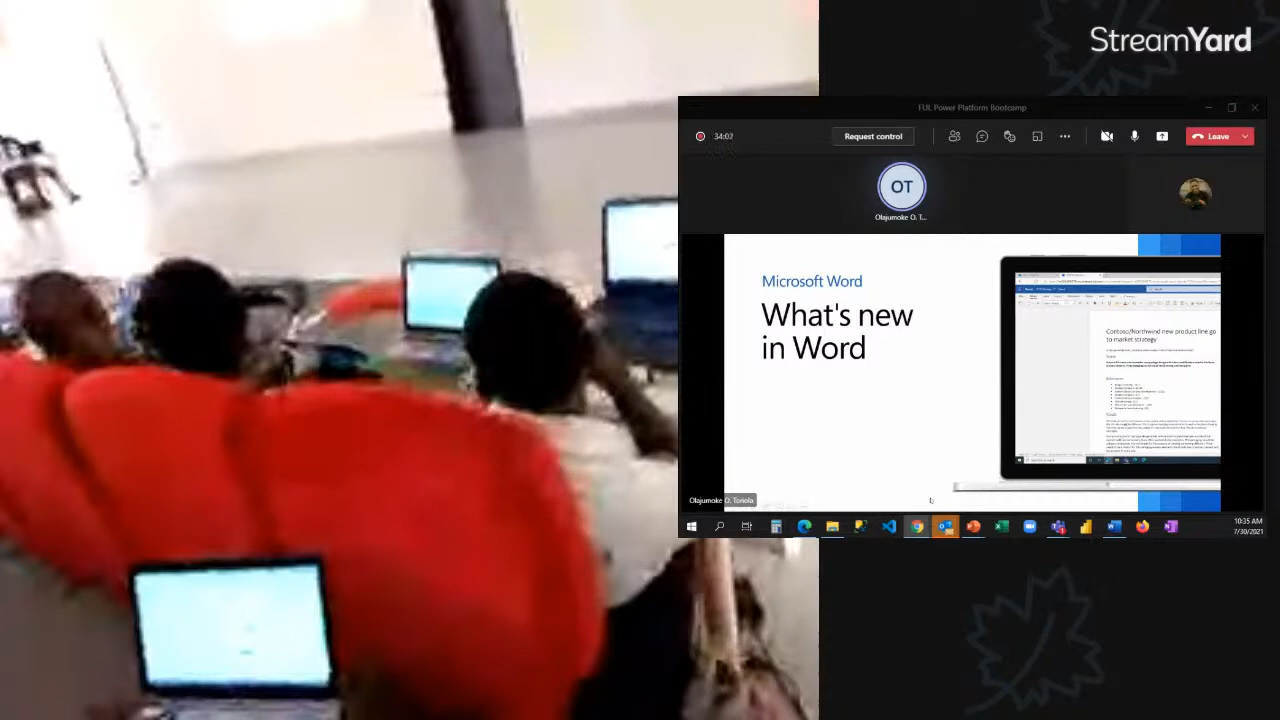 StreamYard
FUL Power Platform Bootcamp
34:02
Request control
Leave
OT
Olajumoke O. T...
Microsoft Word
What's new
in Word
Contoso/Northwind new product line go
to market strategy
Olajumoke O. Toriola
10:35 AM
7/30/2021